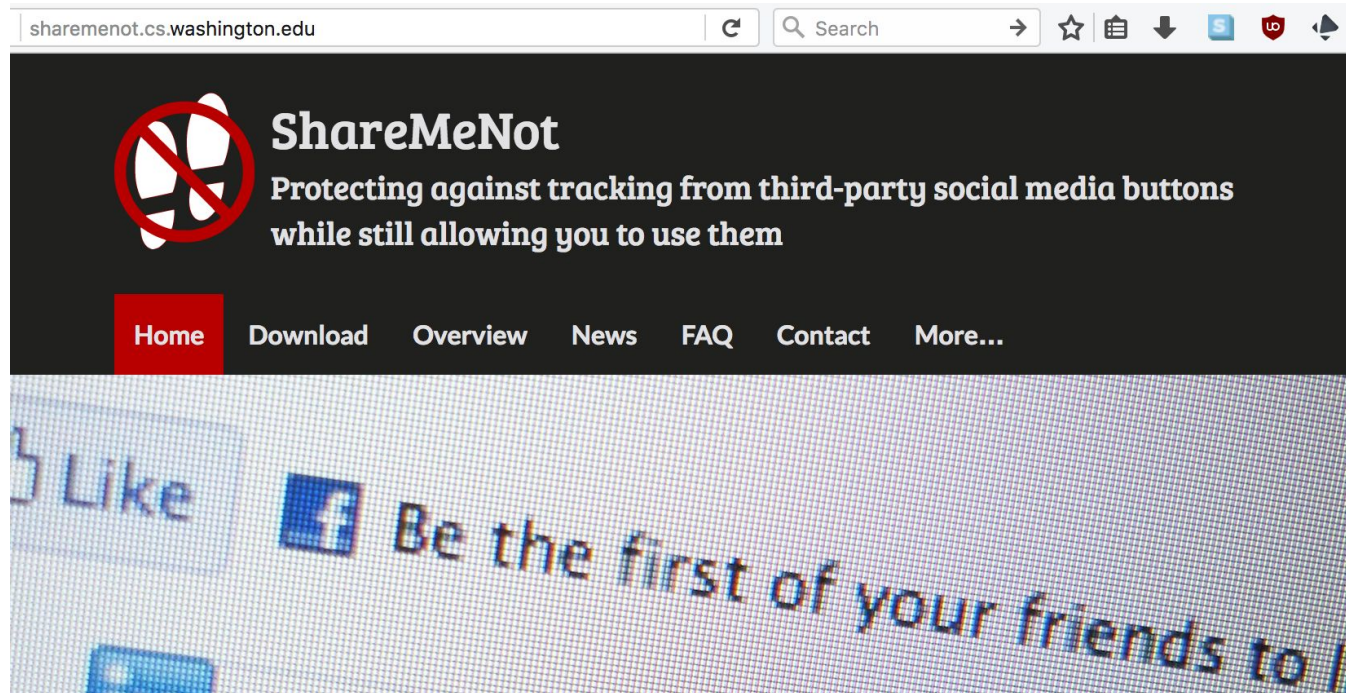 sharemenot.cs.washington.edu
Search
S
ShareMeNot
Protecting against tracking from third-party social media buttons
while still allowing you to use them
Home Download Overview News FAQ Contact More...
Like
f Be the first of your friends to